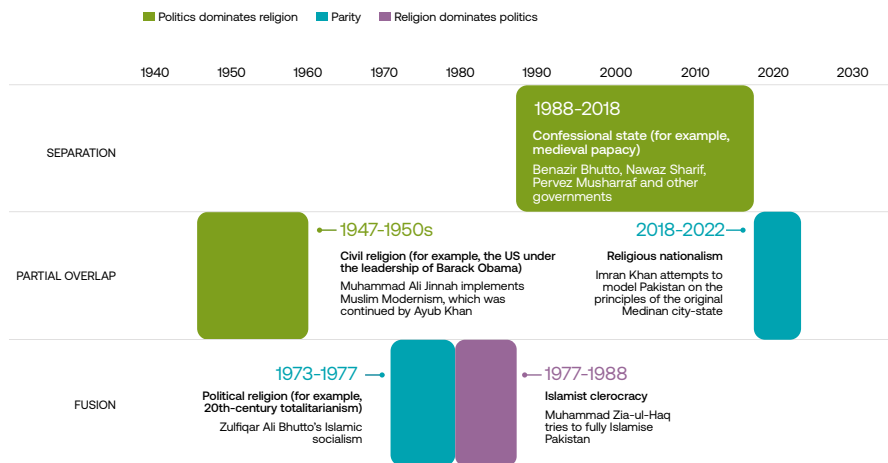 Politics dominates religion
Parity
Religion dominates politics
1940 1950 1960 1970 1980 1990 2000 2010 2020 2030
SEPARATION
1988-2018
Confessional state (for example,
medieval papacy)
Benazir Bhutto, Nawaz Sharif,
Pervez Musharraf and other
governments
PARTIAL OVERLAP
1947-1950s
Civil religion (for example, the US under
the leadership of Barack Obama)
Muhammad Ali Jinnah implements
Muslim Modernism, which was
continued by Ayub Khan
2018-2022
Religious nationalism
Imran Khan attempts to
model Pakistan on the
principles of the original
Medinan city-state
FUSION
1973-1977
Political religion (for example,
20th-century totalitarianism)
Zulfiqar Ali Bhutto's Islamic
socialism
1977-1988
Islamist clerocracy
Muhammad Zia-ul-Haq
tries to fully Islamise
Pakistan